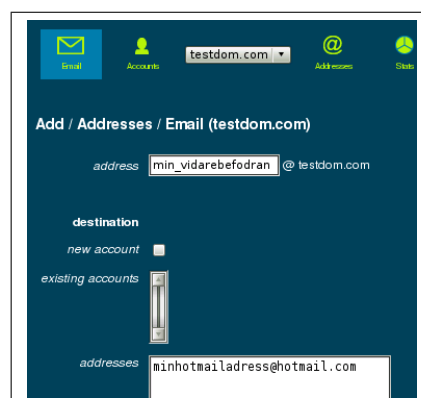 testdom.com
Email Accounts Addresses Stats
Add / Addresses / Email (testdom.com)
address min_vidarebefodran @ testdom.com
destination
new account
existing accounts
addresses minhotmailadress@hotmail.com